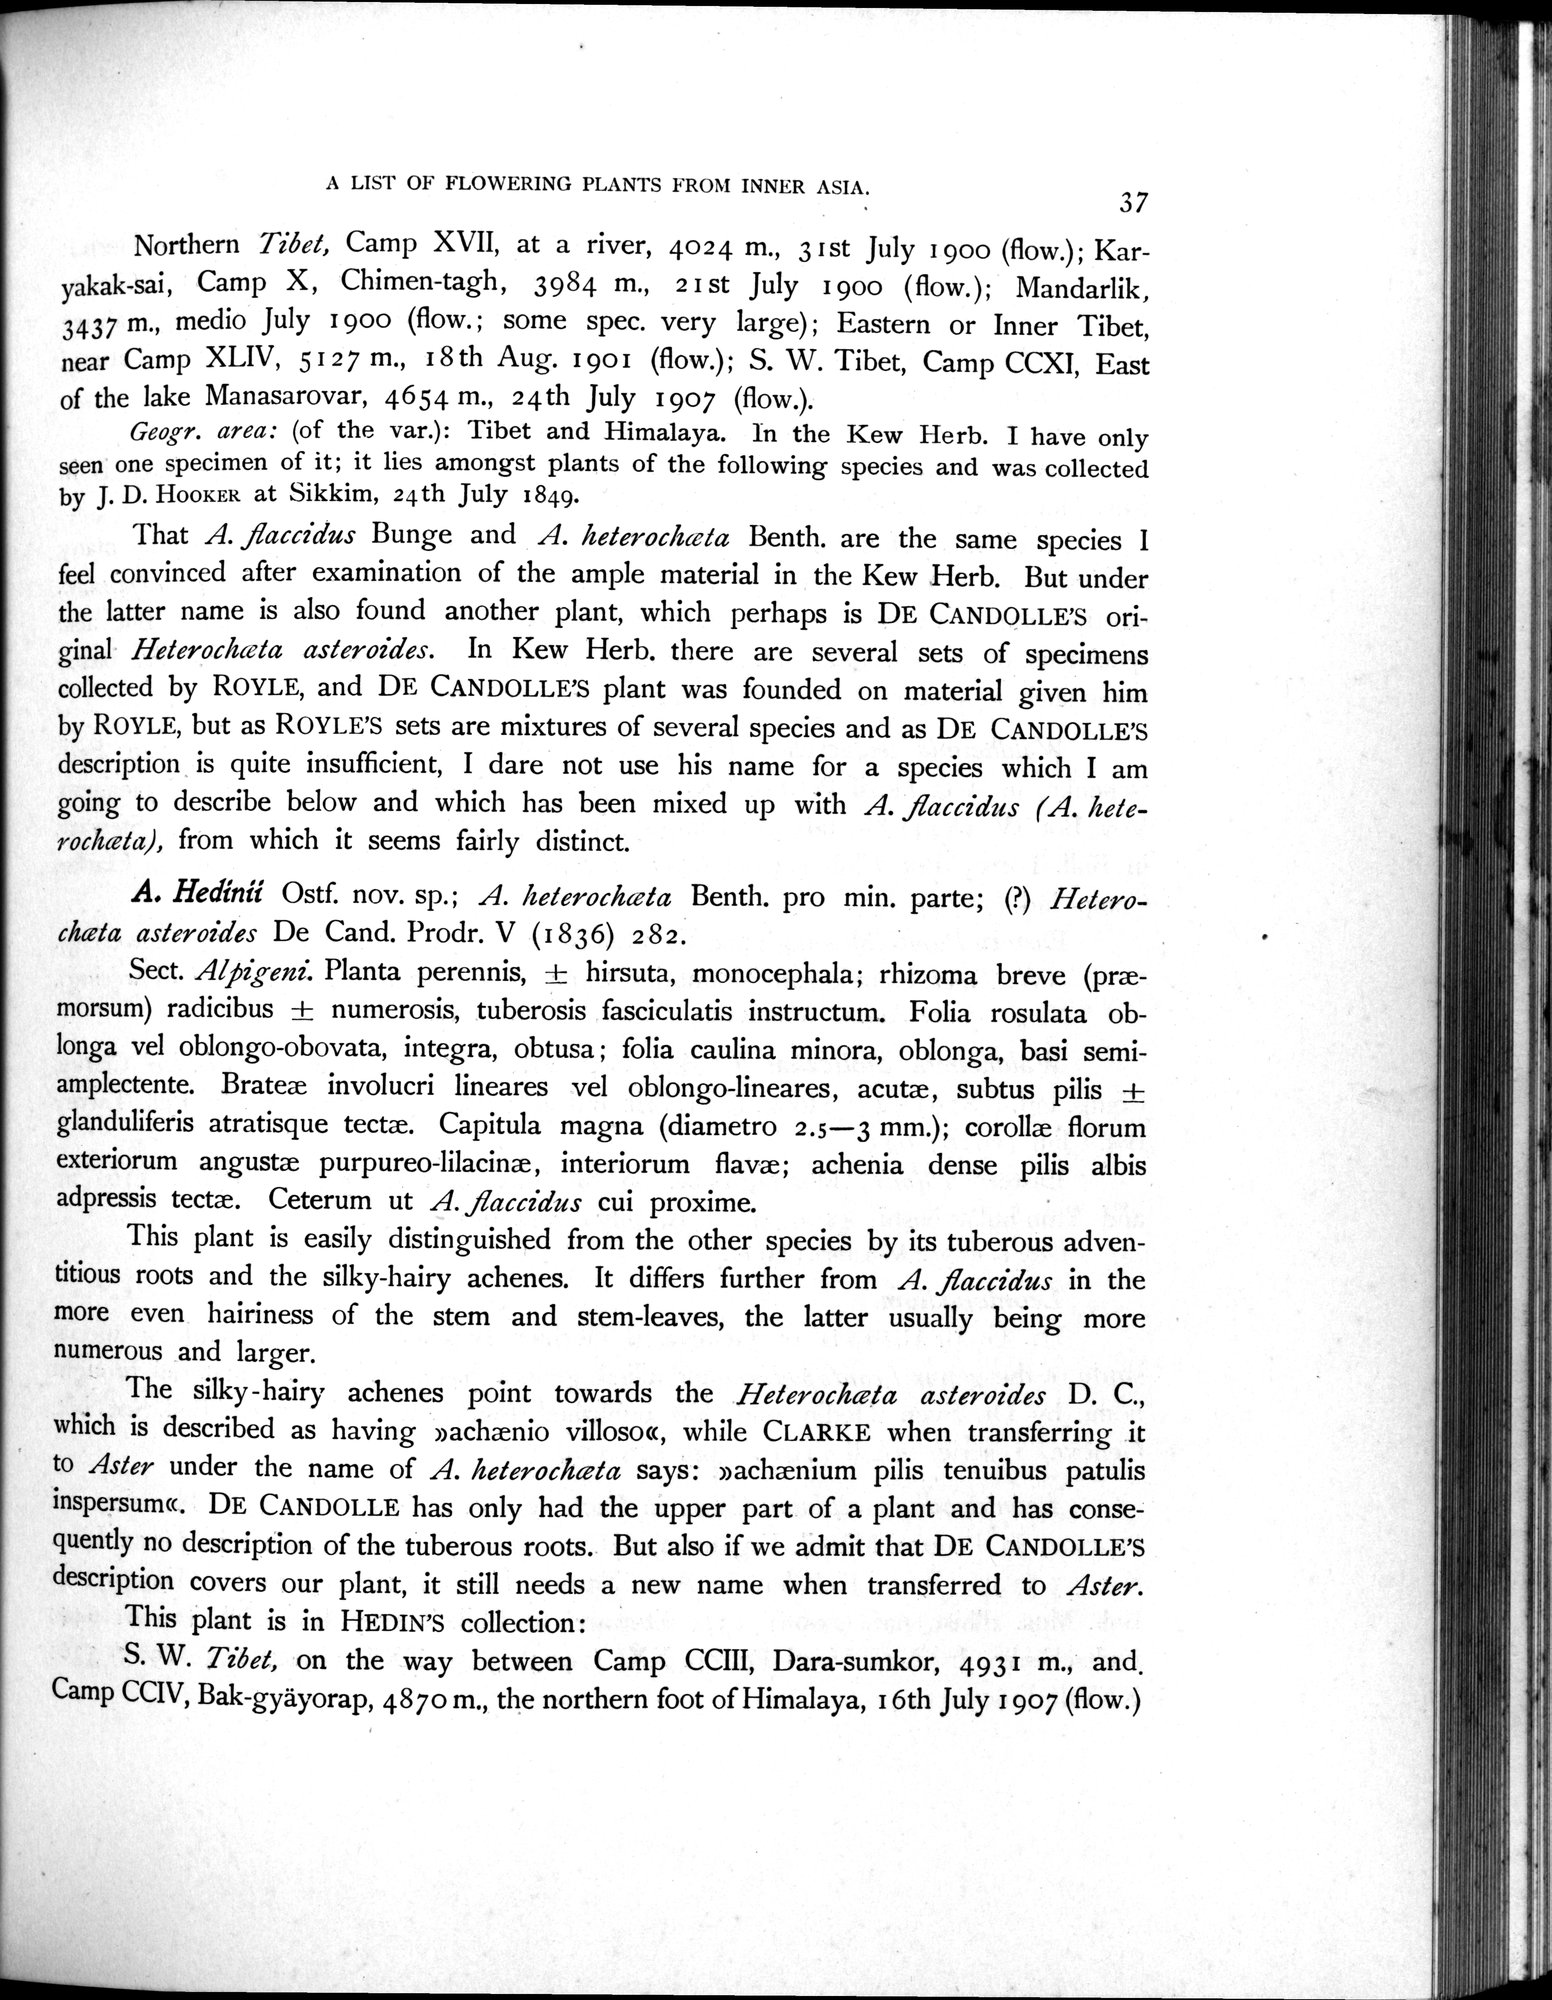 A LIST OF FLOWERING PLANTS FROM INNER ASIA.
37
Northern Tibet, Camp XVII, at a river, 4024 m., 31st July 1900 (flow.); Kar-
yakak-sai, Camp X, Chimen-tagh, 3984 m., 21st July 1900 (flow.); Mandarlik,
3437 m., medio July 1900 (flow.; some spec. very large); Eastern or Inner Tibet,
near Camp XLIV, 5127 m., 18th Aug. 1901 (flow.); S. W. Tibet, Camp CCXI, East
of the lake Manasarovar, 4654 m., 24th July 1907 (flow.).
Geogr. area: (of the var.): Tibet and Himalaya. In the Kew Herb. I have only
seen one specimen of it; it lies amongst plants of the following species and was collected
by J. D. HOOKER at Sikkim, 24th July 1849.
That A. flaccidus Bunge and A. heterochæta Benth. are the same species I
feel convinced after examination of the ample material in the Kew Herb. But under
the latter name is also found another plant, which perhaps is DE CANDOLLE'S ori-
ginal Heterochæta asteroides. In Kew Herb. there are several sets of specimens
collected by ROYLE, and DE CANDOLLE'S plant was founded on material given him
by ROYLE, but as ROYLE'S sets are mixtures of several species and as DE CANDOLLE'S
description is quite insufficient, I dare not use his name for a species which I am
going to describe below and which has been mixed up with A. flaccidus (A. hete-
rochæta), from which it seems fairly distinct.
A. Hedinii Ostf. nov. sp.; A. heterochæta Benth. pro min. parte; (?) Hetero-
chæta asteroides De Cand. Prodr. V (1836) 282.
Sect. Alpigeni. Planta perennis, ± hirsuta, monocephala; rhizoma breve (præ-
morsum) radicibus ± numerosis, tuberosis fasciculatis instructum. Folia rosulata ob-
longa vel oblongo-obovata, integra, obtusa; folia caulina minora, oblonga, basi semi-
amplectente. Brateæ involucri lineares vel oblongo-lineares, acutæ, subtus pilis ±
glanduliferis atratisque tectæ. Capitula magna (diametro 2.5—3 mm.); corollæ florum
exteriorum angustæ purpureo-lilacinæ, interiorum flavæ; achenia dense pilis albis
adpressis tectæ. Ceterum ut A. flaccidus cui proxime.
This plant is easily distinguished from the other species by its tuberous adven-
titious roots and the silky-hairy achenes. It differs further from A. flaccidus in the
more even hairiness of the stem and stem-leaves, the latter usually being more
numerous and larger.
The silky-hairy achenes point towards the Heterochæta asteroides D. C.,
which is described as having »achænio villoso«, while CLARKE when transferring it
to Aster under the name of A. heterochæta says: »achænium pilis tenuibus patulis
inspersum«. DE CANDOLLE has only had the upper part of a plant and has conse-
quently no description of the tuberous roots. But also if we admit that DE CANDOLLE'S
description covers our plant, it still needs a new name when transferred to Aster.
This plant is in HEDIN'S collection:
S. W. Tibet, on the way between Camp CCIII, Dara-sumkor, 4931 m., and
Camp CCIV, Bak-gyäyorap, 4870 m., the northern foot of Himalaya, 16th July 1907 (flow.)